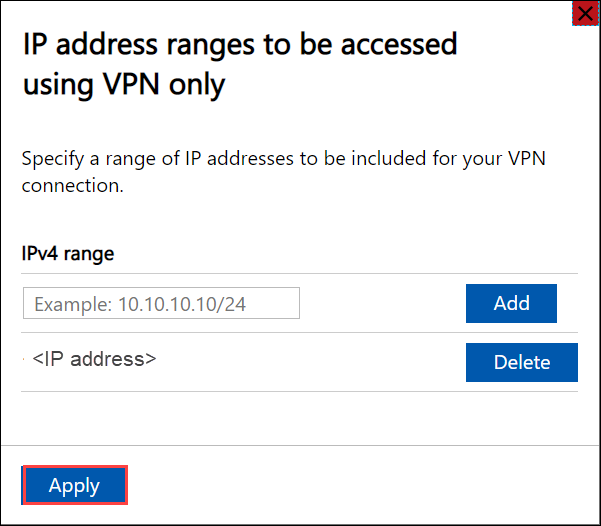 IP address ranges to be accessed
using VPN only
Specify a range of IP addresses to be included for your VPN
connection.
IPv4 range
Example: 10.10.10.10/24
Add
<IP address>
Delete
Apply